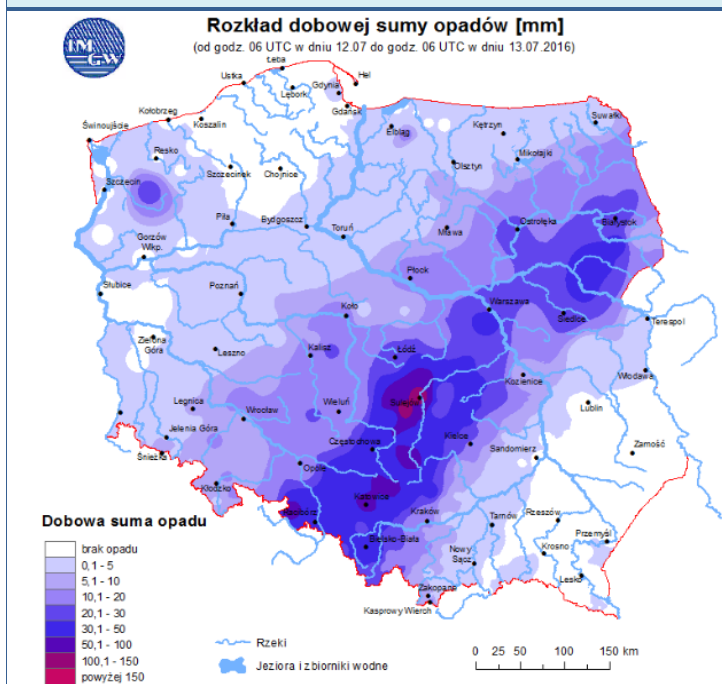 Rozkład dobowej sumy opadów [mm]
(od godz. 06 UTC w dniu 12.07 do godz. 06 UTC w dniu 13.07.2016)
IM
GW
Łeba
Hel
Ustka
Lębork
Gdynia
Gdańsk
Kołobrzeg
Koszalin
Świnoujście
Elbląg
Kętrzyn
Suwałki
Resko
Szczecinek
Chojnice
Olsztyn
Mikołajki
Szczecin
Piła
Bydgoszcz
Toruń
Mława
Ostrołęka
Białystok
Gorzów
Wlkp.
Płock
Słubice
Poznań
Koło
Warszawa
Siedlce
Terespol
Zielona
Góra
Leszno
Kalisz
Łódź
Kozienice
Włodawa
Legnica
Wrocław
Wieluń
Sulejów
Lublin
Jelenia Góra
Częstochowa
Kielce
Sandomierz
Zamość
Śnieżka
Opole
Kłodzko
Katowice
Racibórz
Kraków
Tarnów
Rzeszów
Przemyśl
Bielsko-Biała
Nowy
Sącz
Krosno
Lesko
Zakopane
Kasprowy Wierch
Dobowa suma opadu
brak opadu
0,1 - 5
5,1 - 10
10,1 - 20
20,1 - 30
30,1 - 50
50,1 - 100
100,1 - 150
powyżej 150
Rzeki
Jeziora i zbiorniki wodne
0 25 50 100 150 km